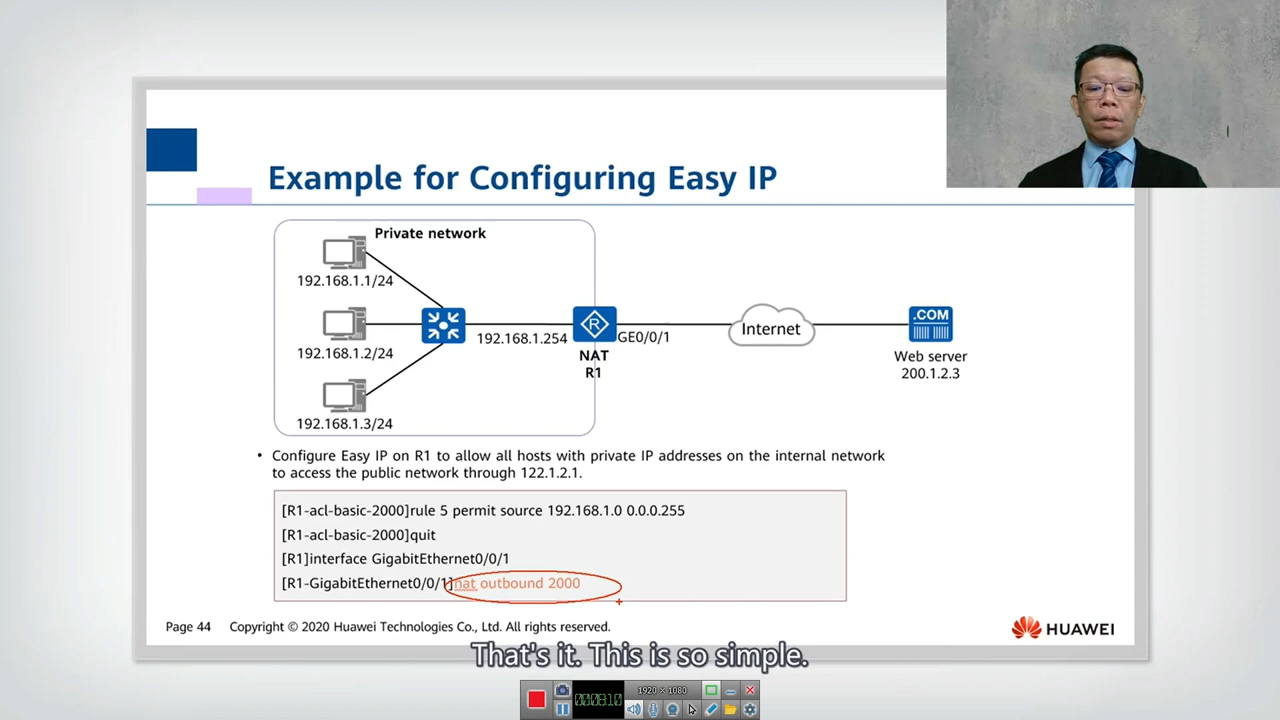 Example for Configuring Easy IP
Private network
192.168.1.1/24
192.168.1.2/24
192.168.1.3/24
192.168.1.254
GE0/0/1
NAT
R1
Internet
.COM
Web server
200.1.2.3
• Configure Easy IP on R1 to allow all hosts with private IP addresses on the internal network
to access the public network through 122.1.2.1.
[R1-acl-basic-2000]rule 5 permit source 192.168.1.0 0.0.0.255
[R1-acl-basic-2000]quit
[R1]interface GigabitEthernet0/0/1
[R1-GigabitEthernet0/0/1]nat outbound 2000
Page 44 Copyright © 2020 Huawei Technologies Co., Ltd. All rights reserved.
HUAWEI
That's it. This is so simple.
1920 × 1080